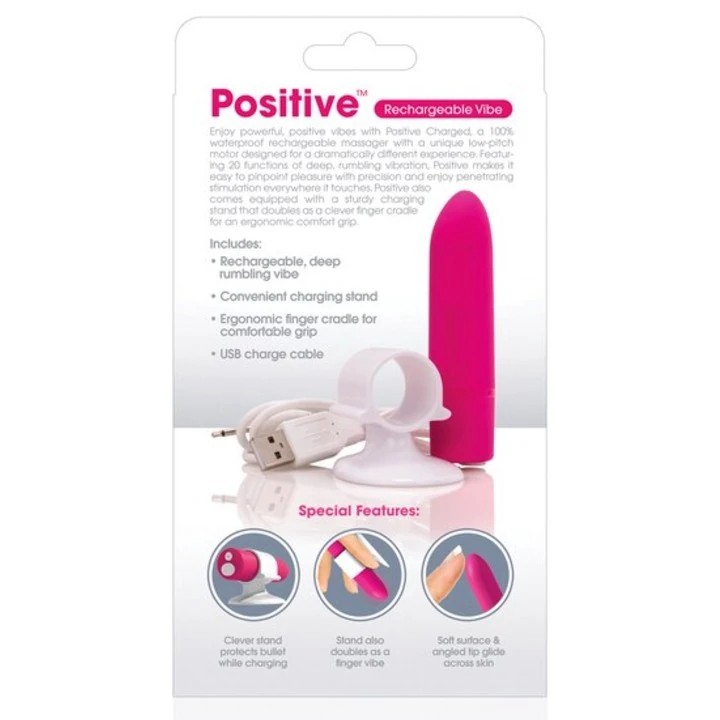 Positive™ Rechargeable Vibe
Enjoy powerful, positive vibes with Positive Charged, a 100%
waterproof rechargeable massager with a unique low-pitch
motor designed for a dramatically different experience. Featur-
ing 20 functions of deep, rumbling vibration, Positive makes it
easy to pinpoint pleasure with precision and enjoy penetrating
stimulation everywhere it touches. Positive also
comes equipped with a sturdy charging
stand that doubles as a clever finger cradle
for an ergonomic comfort grip.
Includes:
• Rechargeable, deep
rumbling vibe
• Convenient charging stand
• Ergonomic finger cradle for
comfortable grip
• USB charge cable
Special Features:
Clever stand
protects bullet
while charging
Stand also
doubles as a
finger vibe
Soft surface &
angled tip glide
across skin